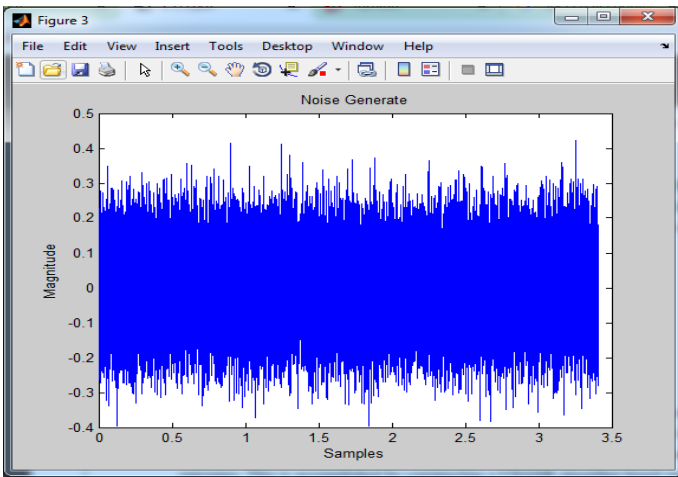 Figure 3
File Edit View Insert Tools Desktop Window Help
Noise Generate
0.5
0.4
0.3
0.2
0.1
0
-0.1
-0.2
-0.3
-0.4
Magnitude
0 0.5 1 1.5 2 2.5 3 3.5
Samples